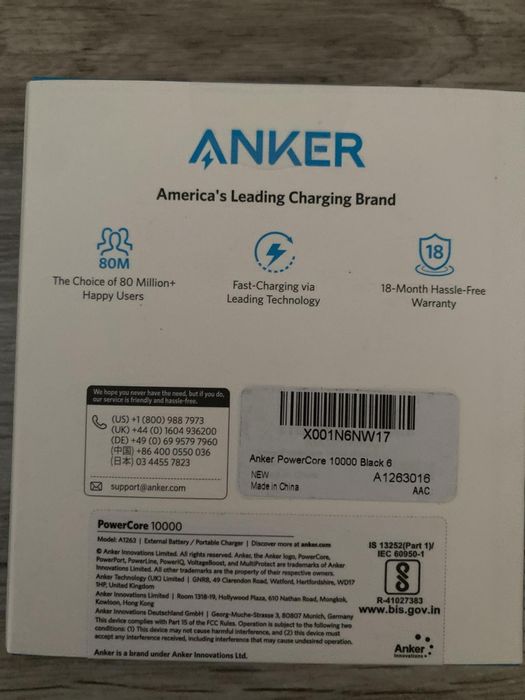 ANKER
America's Leading Charging Brand
80M
The Choice of 80 Million+
Happy Users
Fast-Charging via
Leading Technology
18
18-Month Hassle-Free
Warranty
We hope you never have the need, but if you do,
our service is friendly and hassle-free.
(US) +1 (800) 988 7973
(UK) +44 (0) 1604 936200
(DE) +49 (0) 69 9579 7960
(中国) +86 400 0550 036
(日本) 03 4455 7823
support@anker.com
X001N6NW17
Anker PowerCore 10000 Black 6
NEW
A1263016
Made in China
AAC
PowerCore 10000
Model: A1263 | External Battery / Portable Charger | Discover more at anker.com
© Anker Innovations Limited. All rights reserved. Anker, the Anker logo, PowerCore,
PowerPort, PowerLine, PowerIQ, VoltageBoost, and MultiProtect are trademarks of Anker
Innovations Limited. All other trademarks are the property of their respective owners.
Anker Technology (UK) Limited | GNR8, 49 Clarendon Road, Watford, Hertfordshire, WD17
1HP, United Kingdom
Anker Innovations Limited | Room 1318-19, Hollywood Plaza, 610 Nathan Road, Mongkok,
Kowloon, Hong Kong
Anker Innovations Deutschland GmbH | Georg-Muche-Strasse 3, 80807 Munich, Germany
This device complies with Part 15 of the FCC Rules. Operation is subject to the following two
conditions: (1) This device may not cause harmful interference, and (2) this device must
accept any interference received, including interference that may cause undesired operation.
Anker is a brand under Anker Innovations Ltd.
IS 13252(Part 1)/
IEC 60950-1
R-41027383
www.bis.gov.in
Anker
Innovations